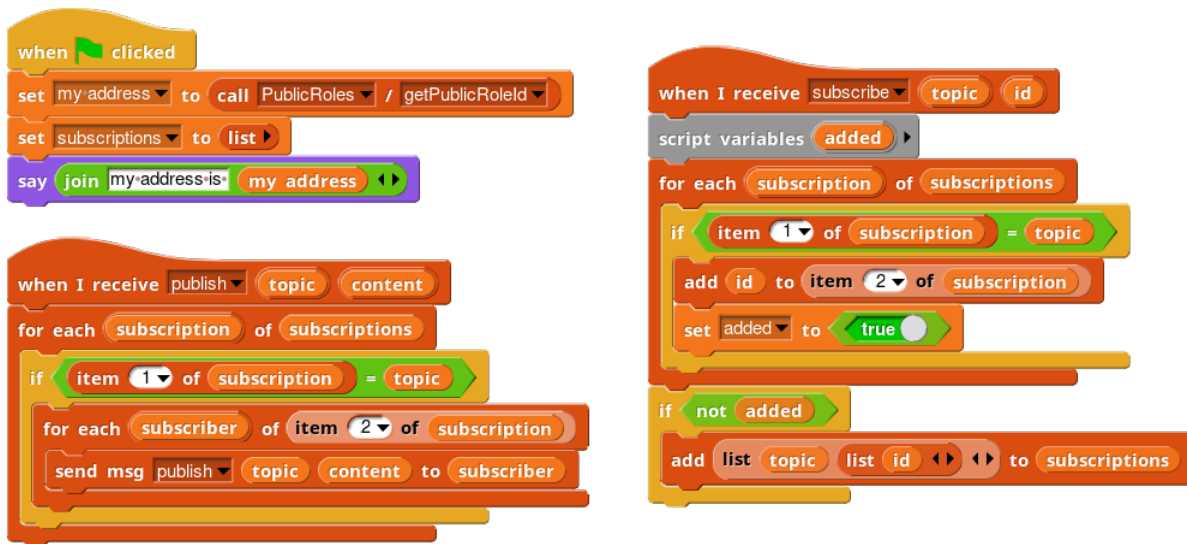 when clicked
set my address to call PublicRoles / getPublicRoleId
set subscriptions to list
say join my address is my address
when I receive publish topic content
for each subscription of subscriptions
if item 1 of subscription = topic
for each subscriber of item 2 of subscription
send msg publish topic content to subscriber
when I receive subscribe topic id
script variables added
for each subscription of subscriptions
if item 1 of subscription = topic
add id to item 2 of subscription
set added to true
if not added
add list topic list id to subscriptions